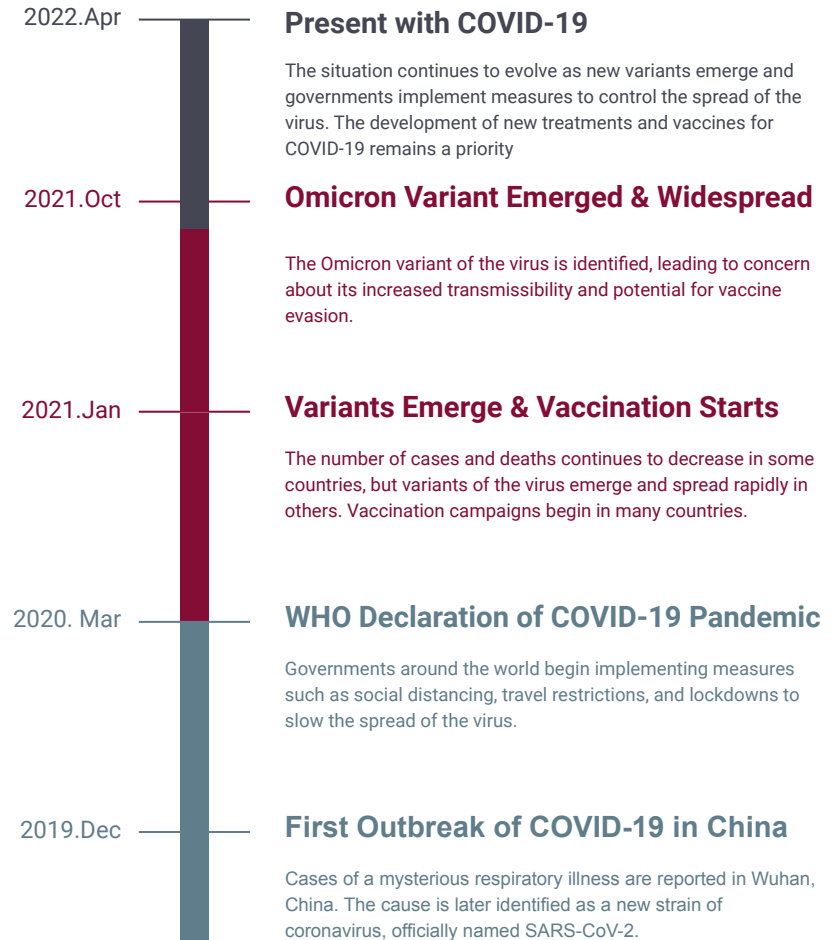 2022.Apr
Present with COVID-19
The situation continues to evolve as new variants emerge and
governments implement measures to control the spread of the
virus. The development of new treatments and vaccines for
COVID-19 remains a priority
2021.Oct
Omicron Variant Emerged & Widespread
The Omicron variant of the virus is identified, leading to concern
about its increased transmissibility and potential for vaccine
evasion.
2021.Jan
Variants Emerge & Vaccination Starts
The number of cases and deaths continues to decrease in some
countries, but variants of the virus emerge and spread rapidly in
others. Vaccination campaigns begin in many countries.
2020. Mar
WHO Declaration of COVID-19 Pandemic
Governments around the world begin implementing measures
such as social distancing, travel restrictions, and lockdowns to
slow the spread of the virus.
2019.Dec
First Outbreak of COVID-19 in China
Cases of a mysterious respiratory illness are reported in Wuhan,
China. The cause is later identified as a new strain of
coronavirus, officially named SARS-CoV-2.